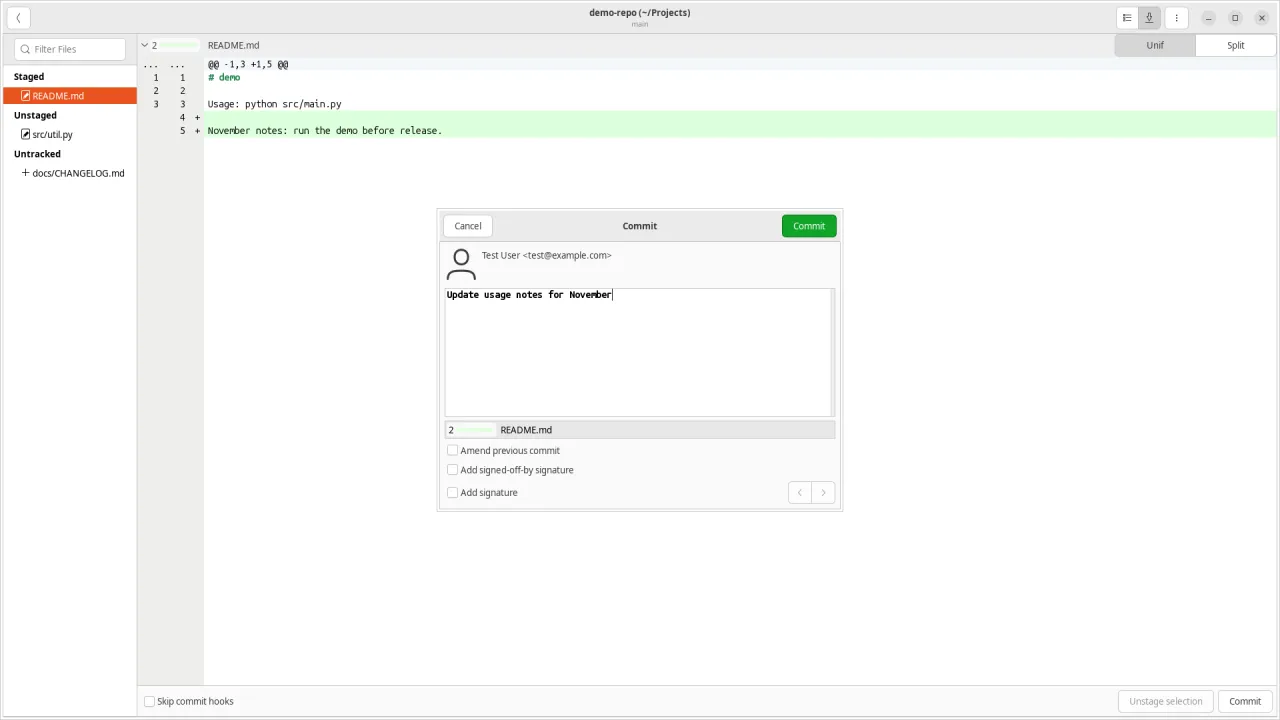 demo-repo (~/Projects)
main
Filter Files
2 README.md
Unif
Split
Staged
README.md
Unstaged
src/util.py
Untracked
docs/CHANGELOG.md
... ... @@ -1,3 +1,5 @@
1 1 # demo
2 2
3 3 Usage: python src/main.py
4 +
5 + November notes: run the demo before release.
Cancel
Commit
Commit
Test User <test@example.com>
Update usage notes for November
2 README.md
Amend previous commit
Add signed-off-by signature
Add signature
Skip commit hooks
Unstage selection
Commit